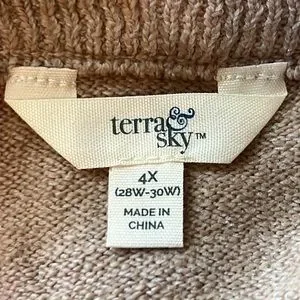 terra&
sky™
4X
(28W-30W)
MADE IN
CHINA